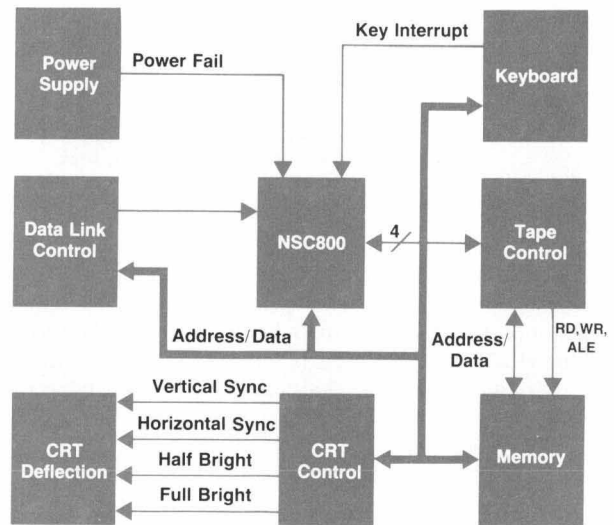 Power
Supply
Power Fail
Key Interrupt
Keyboard
Data Link
Control
NSC800
4
Tape
Control
Address/Data
Address/
Data
RD,WR,
ALE
CRT
Deflection
Vertical Sync
Horizontal Sync
Half Bright
Full Bright
CRT
Control
Memory